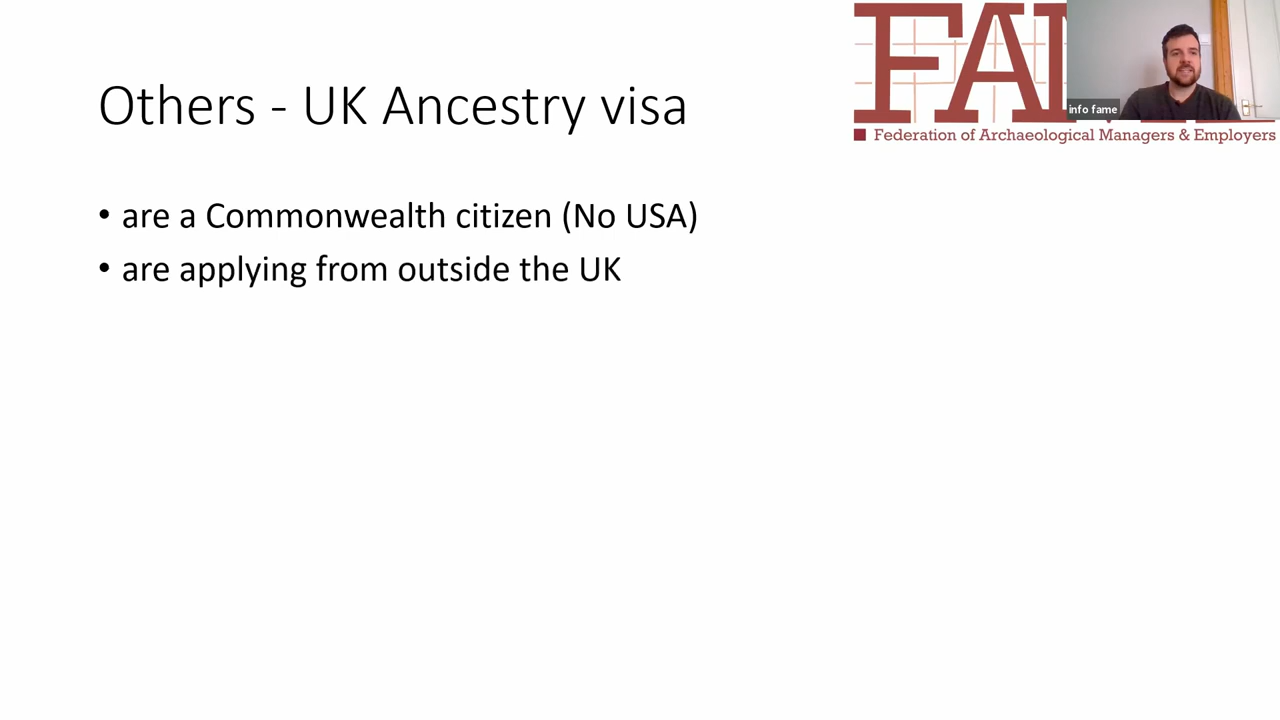 Others - UK Ancestry visa
• are a Commonwealth citizen (No USA)
• are applying from outside the UK
info fame
Federation of Archaeological Managers & Employers